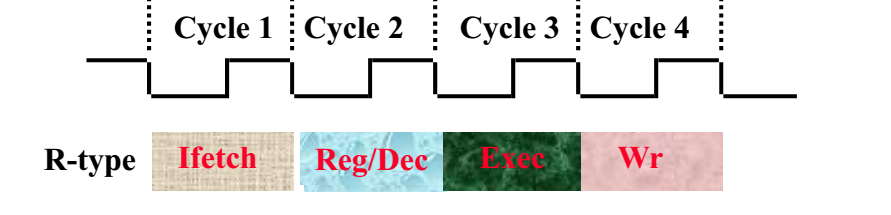 Cycle 1 Cycle 2 Cycle 3 Cycle 4
R-type Ifetch Reg/Dec Exec Wr